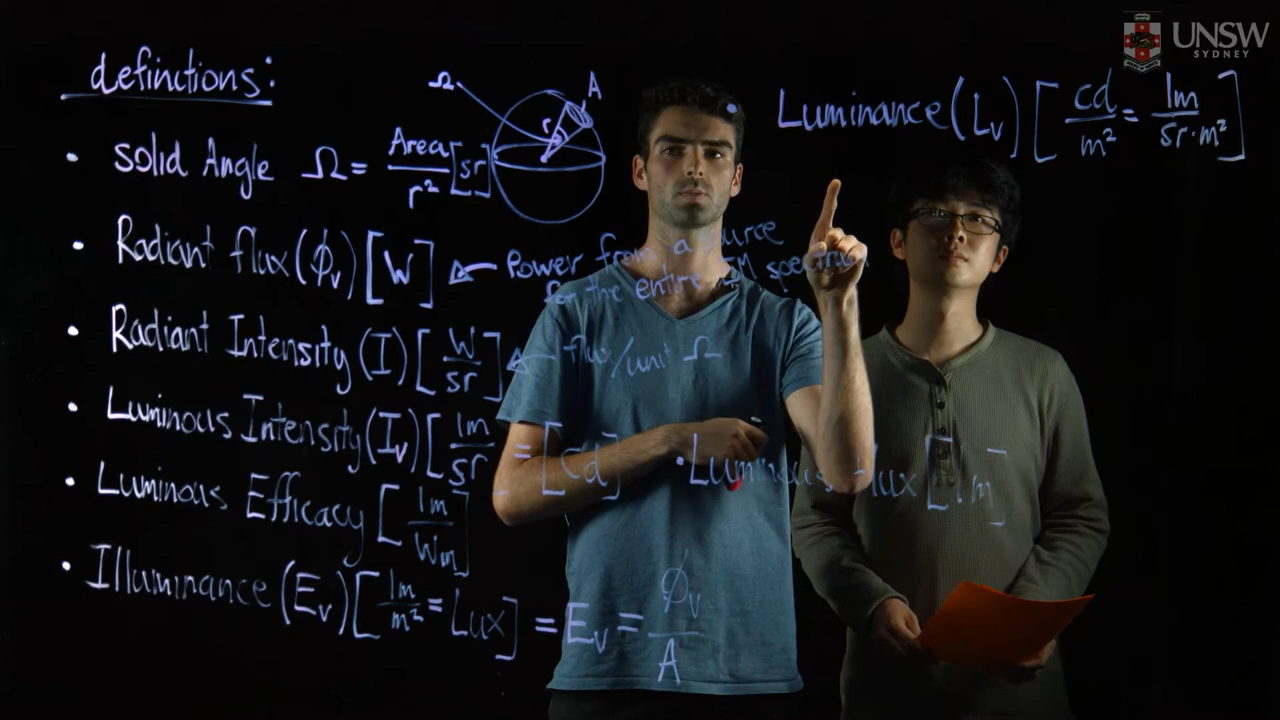 UNSW
SYDNEY
definctions:
Ω
A
r
Luminance (Lv) [cd/m² = lm/sr·m²]
• solid Angle Ω = Area/r² [sr]
• Radiant flux (ϕv) [W] ← Power from a source
for the entire EM spectrum
• Radiant Intensity (I) [W/sr] ← flux/unit Ω
• Luminous Intensity (Iv) [lm/sr = [Cd] • Luminous flux [lm]
• Luminous Efficacy [lm/Win]
• Illuminance (Ev) [lm/m² = Lux] = Ev = ϕv/A